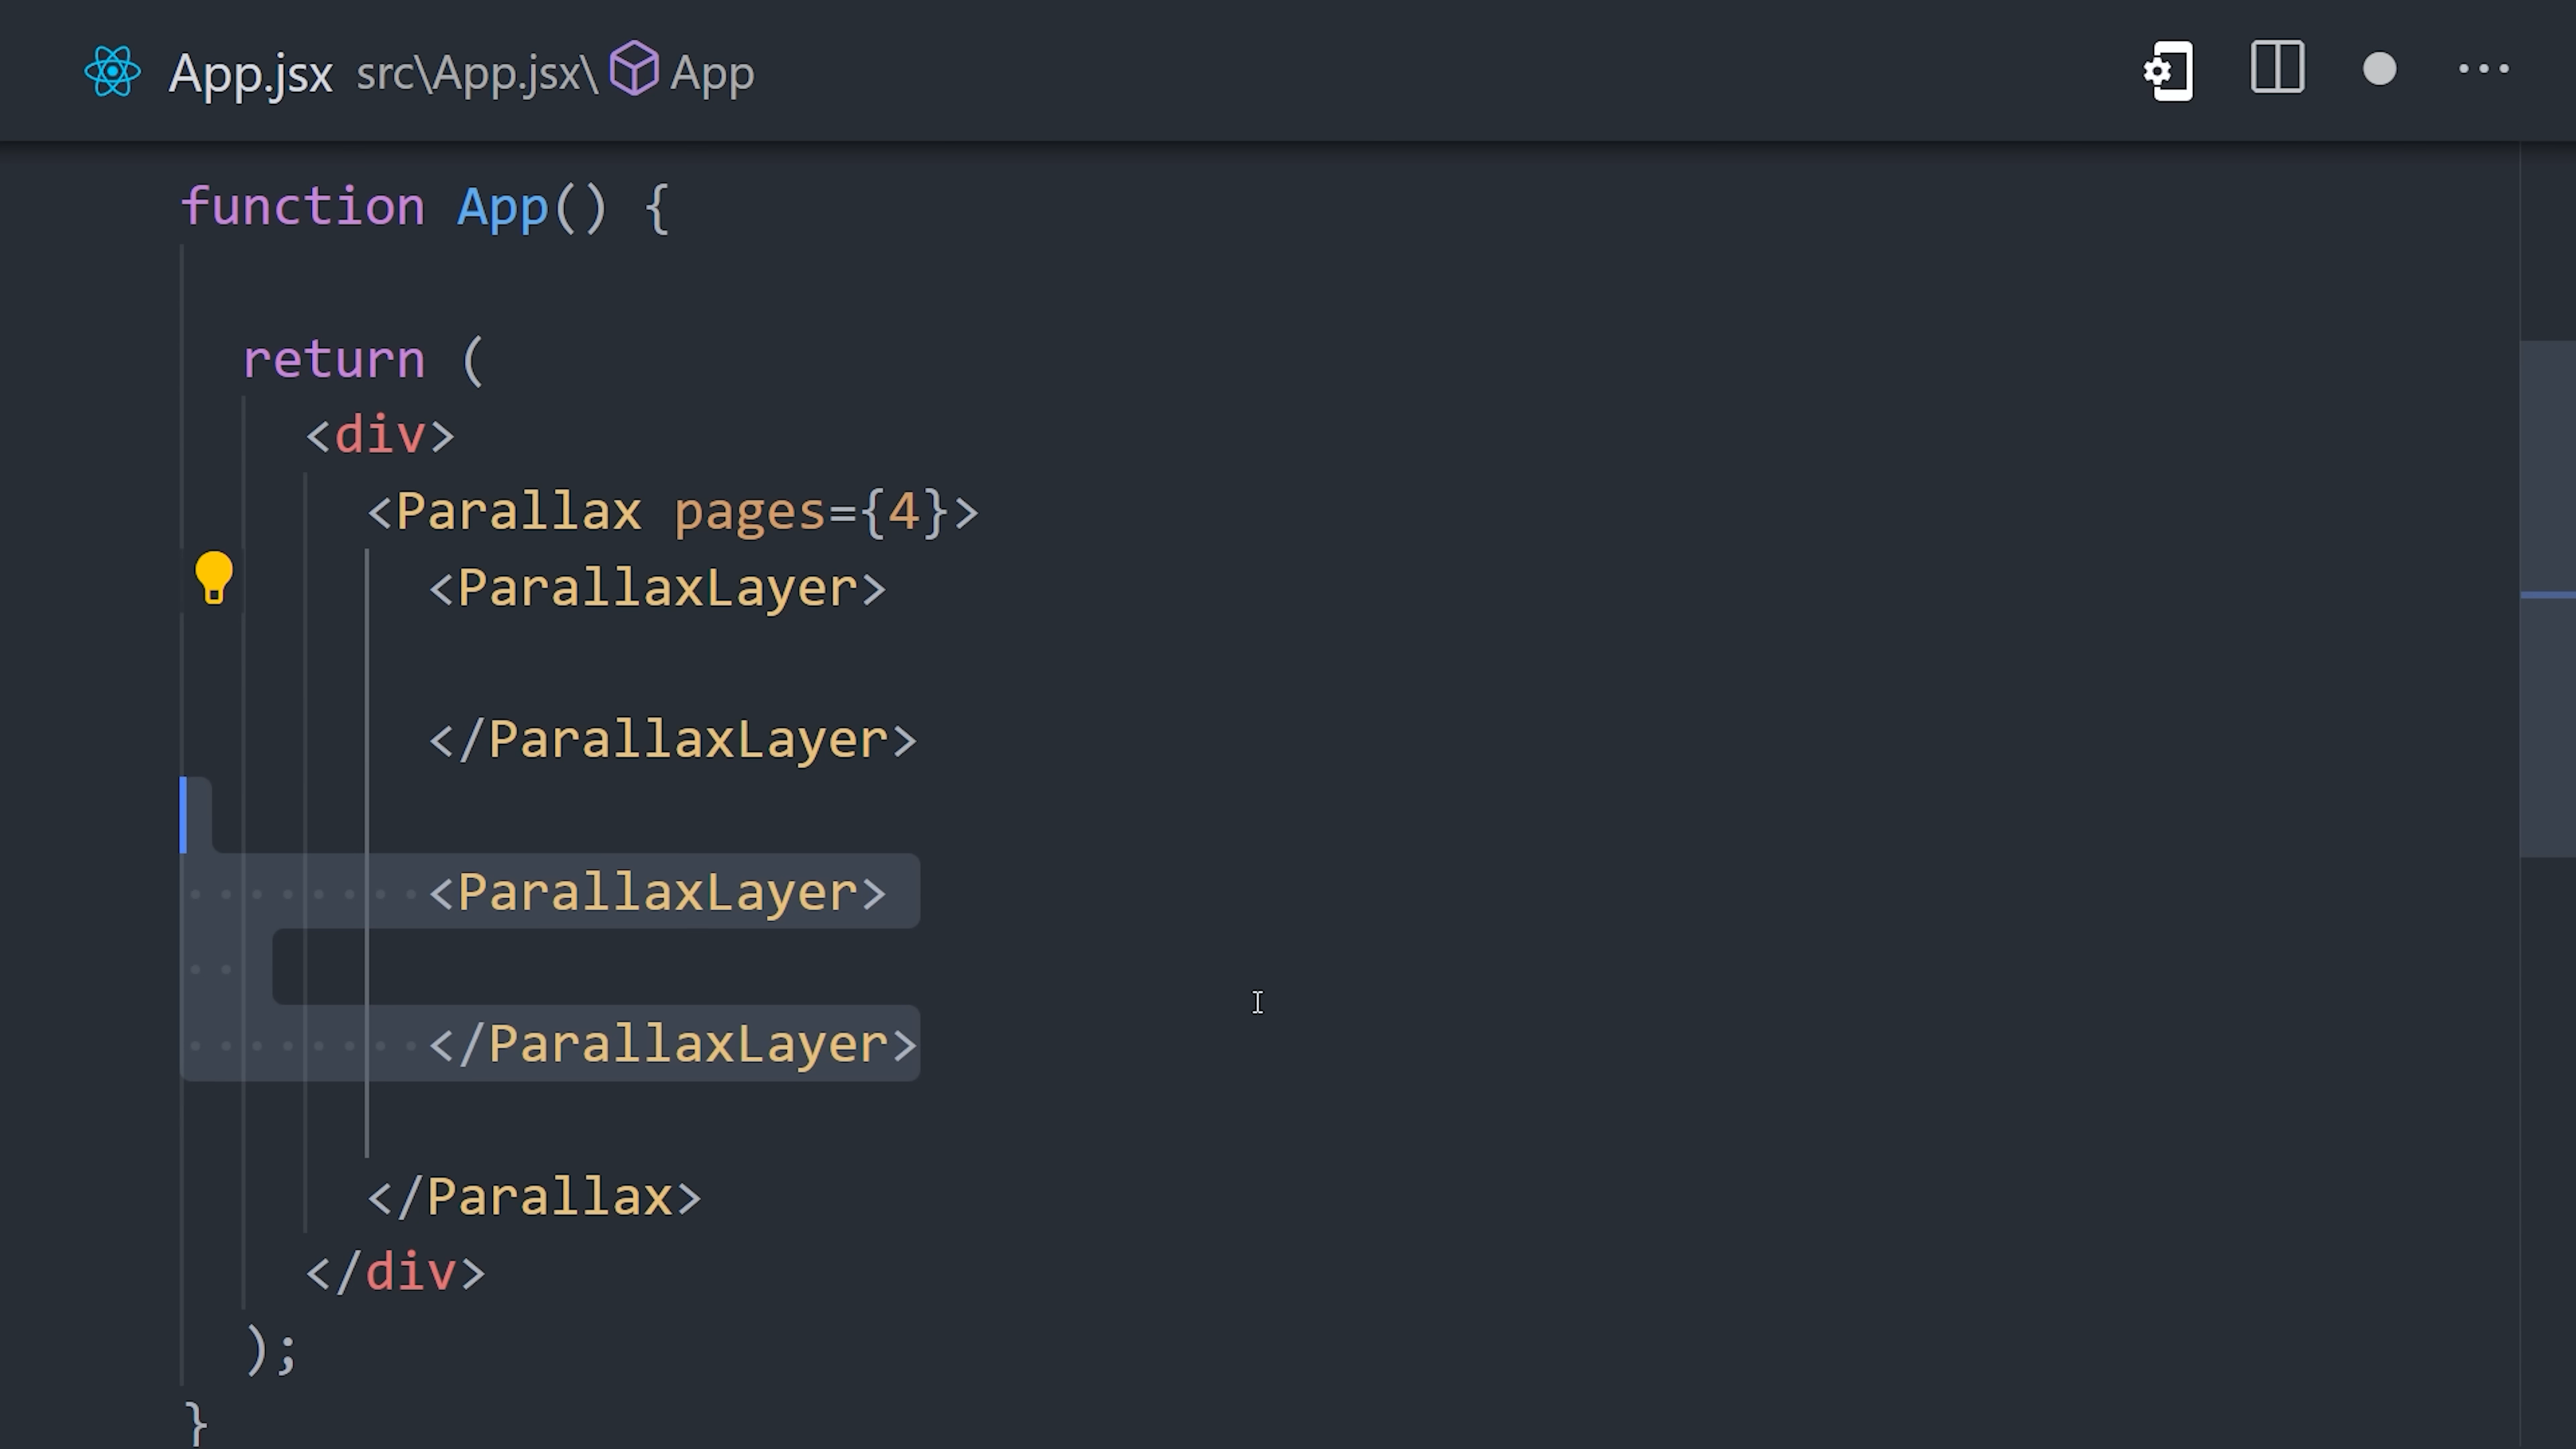 App.jsx src\App.jsx\ App
function App() {
return (
<div>
<Parallax pages={4}>
<ParallaxLayer>
</ParallaxLayer>
<ParallaxLayer>
</ParallaxLayer>
</Parallax>
</div>
);
}